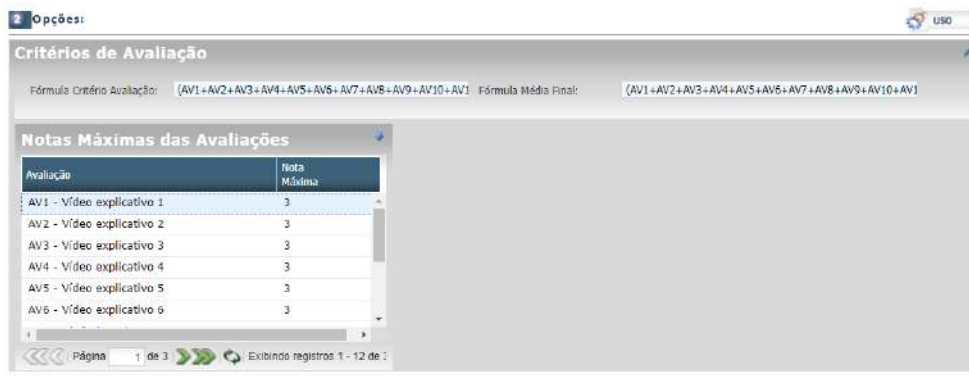 2 Opções:
USO
Critérios de Avaliação
Fórmula Critério Avaliação: (AV1+AV2+AV3+AV4+AV5+AV6+AV7+AV8+AV9+AV10+AV1 Fórmula Média Final: (AV1+AV2+AV3+AV4+AV5+AV6+AV7+AV8+AV9+AV10+AV1
Notas Máximas das Avaliações
Avaliação Nota Máxima
AV1 - Vídeo explicativo 1 3
AV2 - Vídeo explicativo 2 3
AV3 - Vídeo explicativo 3 3
AV4 - Vídeo explicativo 4 3
AV5 - Vídeo explicativo 5 3
AV6 - Vídeo explicativo 6 3
Página 1 de 3 Exibindo registros 1 - 12 de